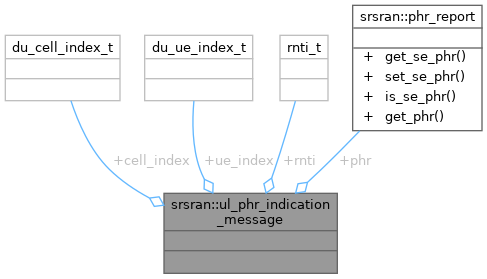 srsran::phr_report
du_cell_index_t
du_ue_index_t
rnti_t
+ get_se_phr()
+ set_se_phr()
+ is_se_phr()
+ get_phr()
+cell_index
+ue_index
+rnti
+phr
srsran::ul_phr_indication
_message